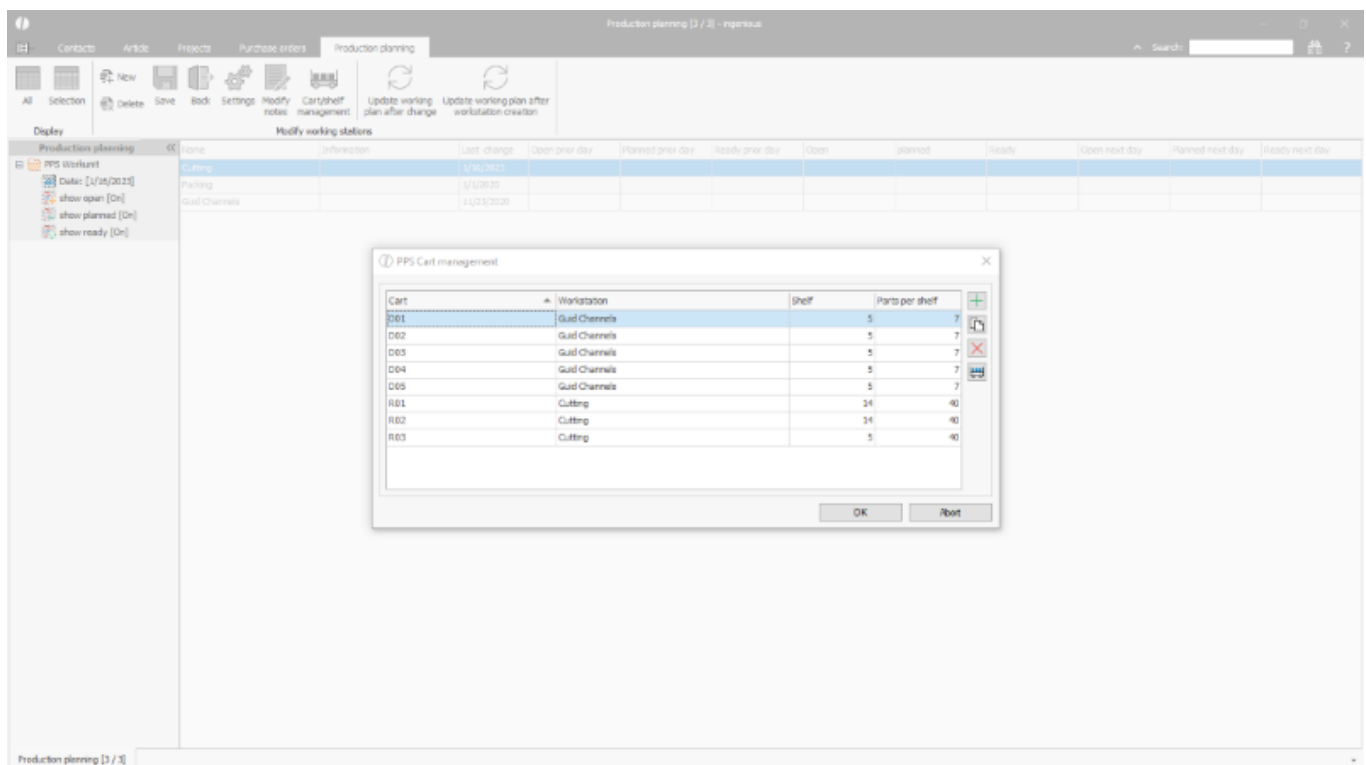 Production planning [3 / 3] - ingenious
Contacts Article Projects Purchase orders Production planning Search: ?
All Selection New Delete Save Back Settings Modify notes Cart/shelf management Update working plan after change Update working plan after workstation creation
Display Modify working stations
Production planning Name Information Last change Open prior day Planned prior day Ready prior day Open planned Ready Open next day Planned next day Ready next day
PPS Workunit Cutting 1/16/2023
Date: [1/16/2023] Packing 1/1/2020
show open [On] Guid Channels 11/23/2020
show planned [On]
show ready [On]
PPS Cart management
Cart Workstation Shelf Parts per shelf
D01 Guid Channels 5 7
D02 Guid Channels 5 7
D03 Guid Channels 5 7
D04 Guid Channels 5 7
D05 Guid Channels 5 7
R01 Cutting 14 40
R02 Cutting 14 40
R03 Cutting 5 40
OK Abort
Production planning [3 / 3]